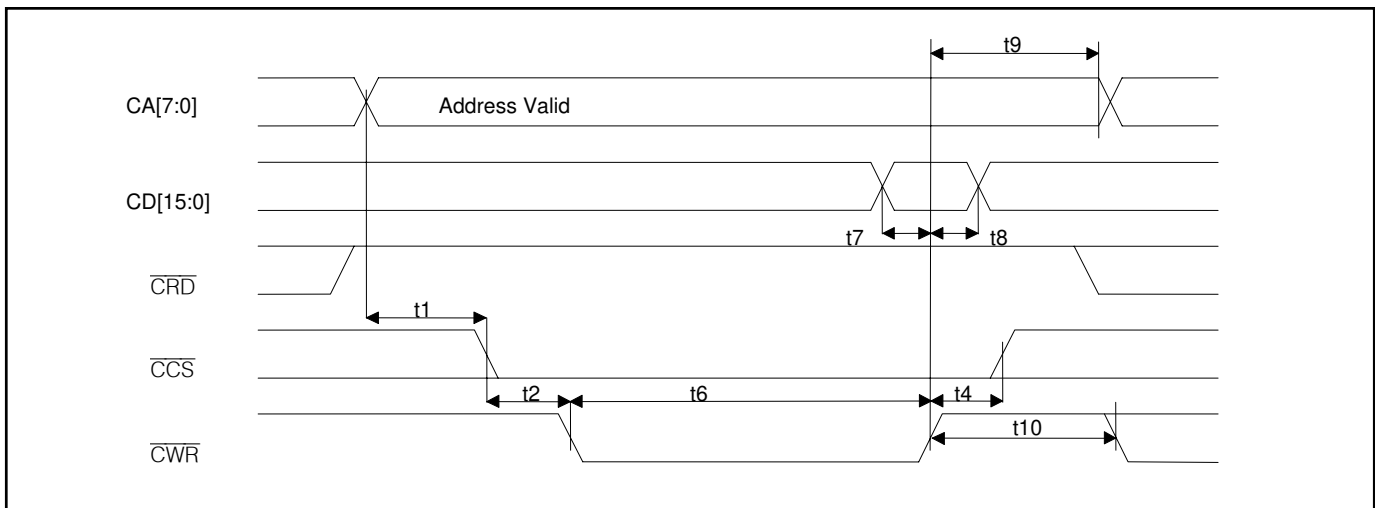 t9
CA[7:0] Address Valid
CD[15:0]
t7 t8
CRD
t1
CCS
t2 t6 t4
t10
CWR